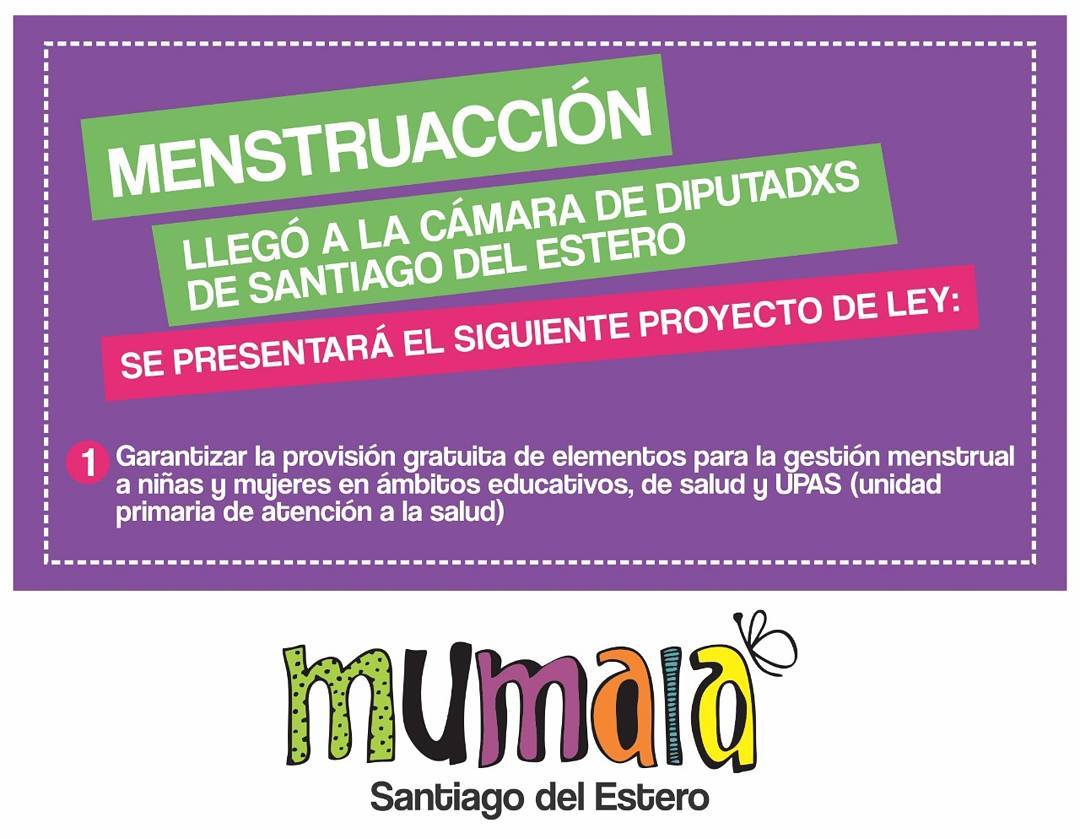 MENSTRUACCIÓN
LLEGÓ A LA CÁMARA DE DIPUTADXS
DE SANTIAGO DEL ESTERO
SE PRESENTARÁ EL SIGUIENTE PROYECTO DE LEY:
1 Garantizar la provisión gratuita de elementos para la gestión menstrual
a niñas y mujeres en ámbitos educativos, de salud y UPAS (unidad
primaria de atención a la salud)
mumala
Santiago del Estero